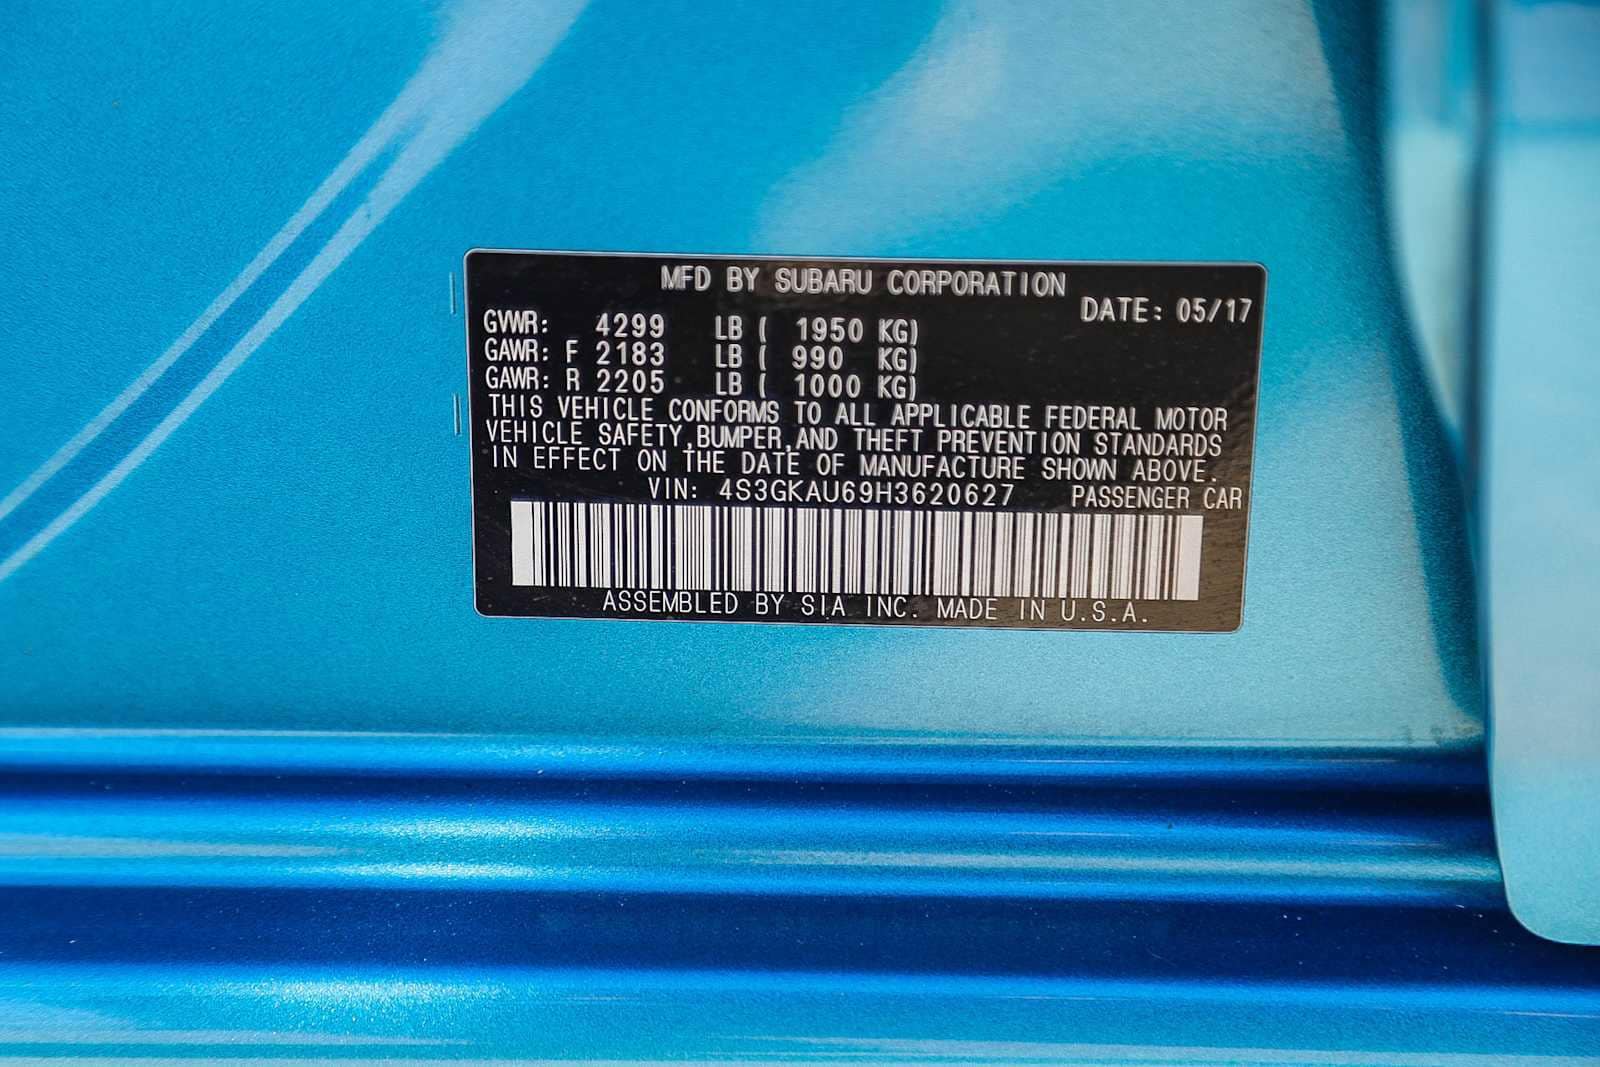 MFD BY SUBARU CORPORATION
DATE: 05/17
GVWR: 4299 LB ( 1950 KG)
GAWR: F 2183 LB ( 990 KG)
GAWR: R 2205 LB ( 1000 KG)
THIS VEHICLE CONFORMS TO ALL APPLICABLE FEDERAL MOTOR
VEHICLE SAFETY,BUMPER,AND THEFT PREVENTION STANDARDS
IN EFFECT ON THE DATE OF MANUFACTURE SHOWN ABOVE.
VIN: 4S3GKAU69H3620627 PASSENGER CAR
ASSEMBLED BY SIA INC. MADE IN U.S.A.